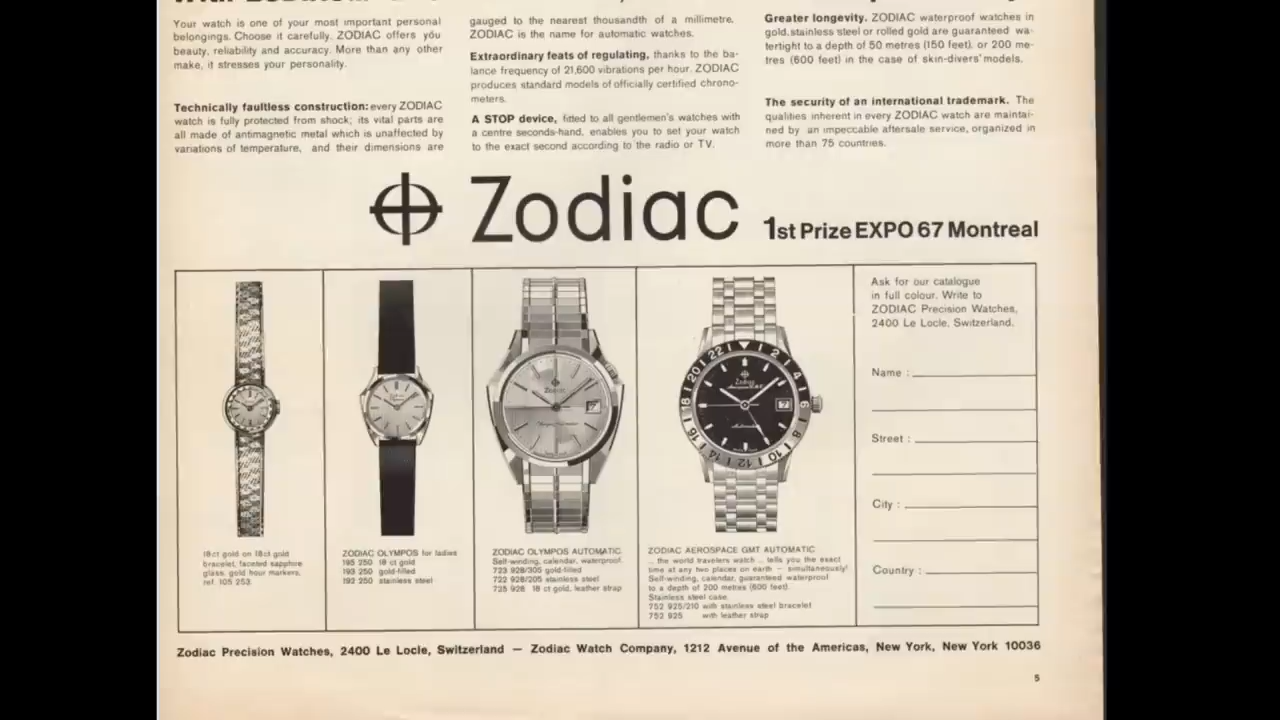 Your watch is one of your most important personal
belongings. Choose it carefully. ZODIAC offers you
beauty, reliability and accuracy. More than any other
make, it stresses your personality.
Technically faultless construction: every ZODIAC
watch is fully protected from shock; its vital parts are
all made of antimagnetic metal which is unaffected by
variations of temperature, and their dimensions are
gauged to the nearest thousandth of a millimetre.
ZODIAC is the name for automatic watches.
Extraordinary feats of regulating, thanks to the ba-
lance frequency of 21,600 vibrations per hour. ZODIAC
produces standard models of officially certified chrono-
meters.
A STOP device, fitted to all gentlemen's watches with
a centre seconds-hand, enables you to set your watch
to the exact second according to the radio or TV.
Greater longevity. ZODIAC waterproof watches in
gold, stainless steel or rolled gold are guaranteed wa-
tertight to a depth of 50 metres (150 feet), or 200 me-
tres (600 feet) in the case of skin-divers' models.
The security of an international trademark. The
qualities inherent in every ZODIAC watch are maintai-
ned by an impeccable aftersale service, organized in
more than 75 countries.
Zodiac
1st Prize EXPO 67 Montreal
18ct gold on 18ct gold
bracelet, faceted sapphire
glass, gold hour markers,
ref. 105 253
ZODIAC OLYMPOS for ladies
195 250 18 ct gold
193 250 gold-filled
192 250 stainless steel
ZODIAC OLYMPOS AUTOMATIC
Self-winding, calendar, waterproof.
723 928/305 gold-filled
722 928/205 stainless steel
725 928 18 ct gold, leather strap
ZODIAC AEROSPACE GMT AUTOMATIC
... the world travelers watch ... tells you the exact
time at any two places on earth — simultaneously!
Self-winding, calendar, guaranteed waterproof
to a depth of 200 metres (600 feet).
Stainless steel case.
752 925/210 with stainless steel bracelet
752 925 with leather strap
Ask for our catalogue
in full colour. Write to
ZODIAC Precision Watches,
2400 Le Locle, Switzerland.
Name :
Street :
City :
Country :
Zodiac Precision Watches, 2400 Le Locle, Switzerland — Zodiac Watch Company, 1212 Avenue of the Americas, New York, New York 10036
5